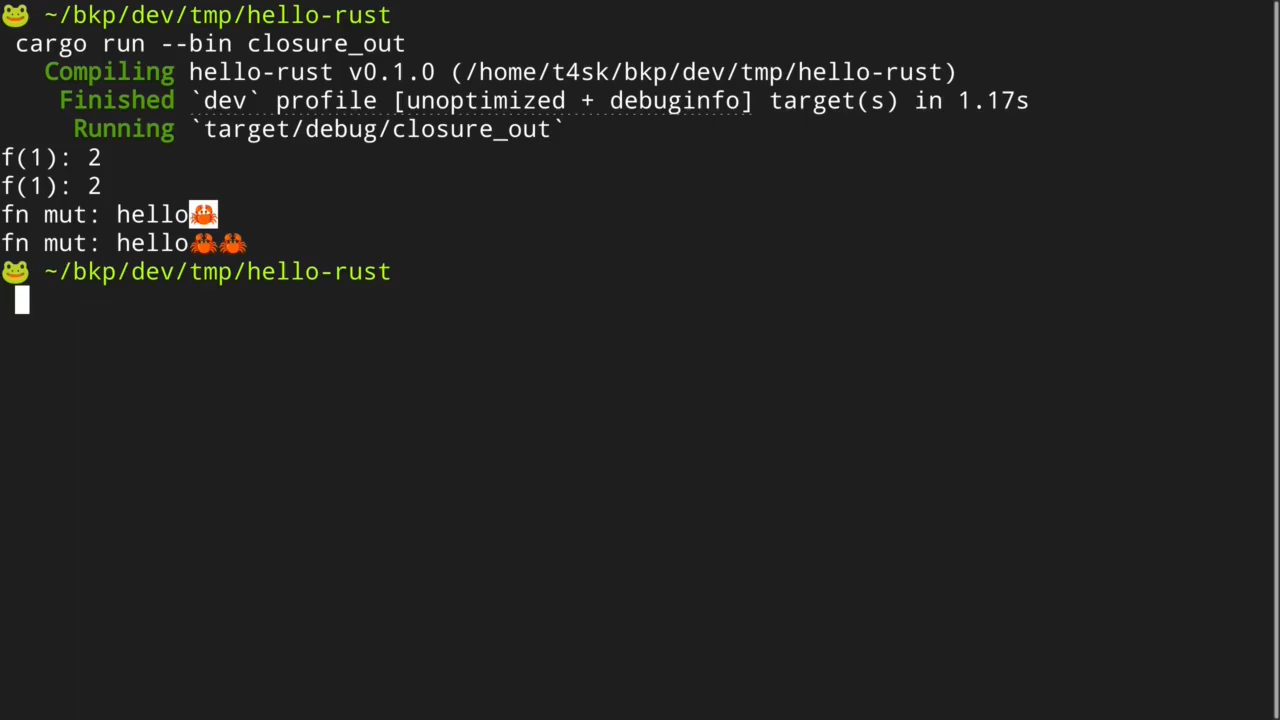 🐸 ~/bkp/dev/tmp/hello-rust
cargo run --bin closure_out
Compiling hello-rust v0.1.0 (/home/t4sk/bkp/dev/tmp/hello-rust)
Finished `dev` profile [unoptimized + debuginfo] target(s) in 1.17s
Running `target/debug/closure_out`
f(1): 2
f(1): 2
fn mut: hello🦀
fn mut: hello🦀🦀
🐸 ~/bkp/dev/tmp/hello-rust